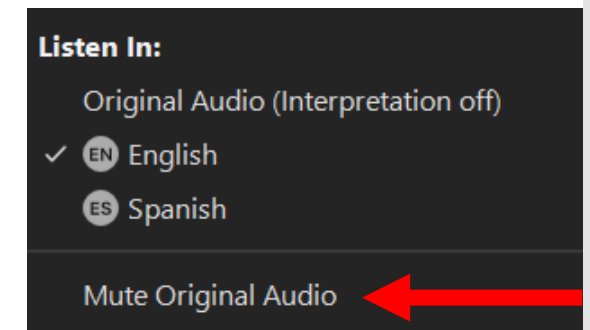 Listen In:
Original Audio (Interpretation off)
EN English
ES Spanish
Mute Original Audio